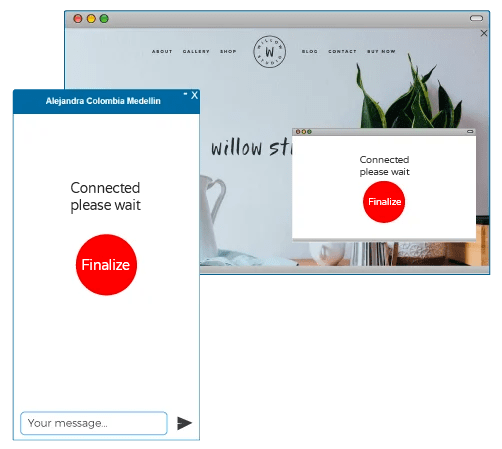 ABOUT GALLERY SHOP
WILLOW
W
STUDIO
BLOG CONTACT BUY NOW
Alejandra Colombia Medellin
X
willow st
Connected
please wait
Finalize
Connected
please wait
Finalize
Your message...